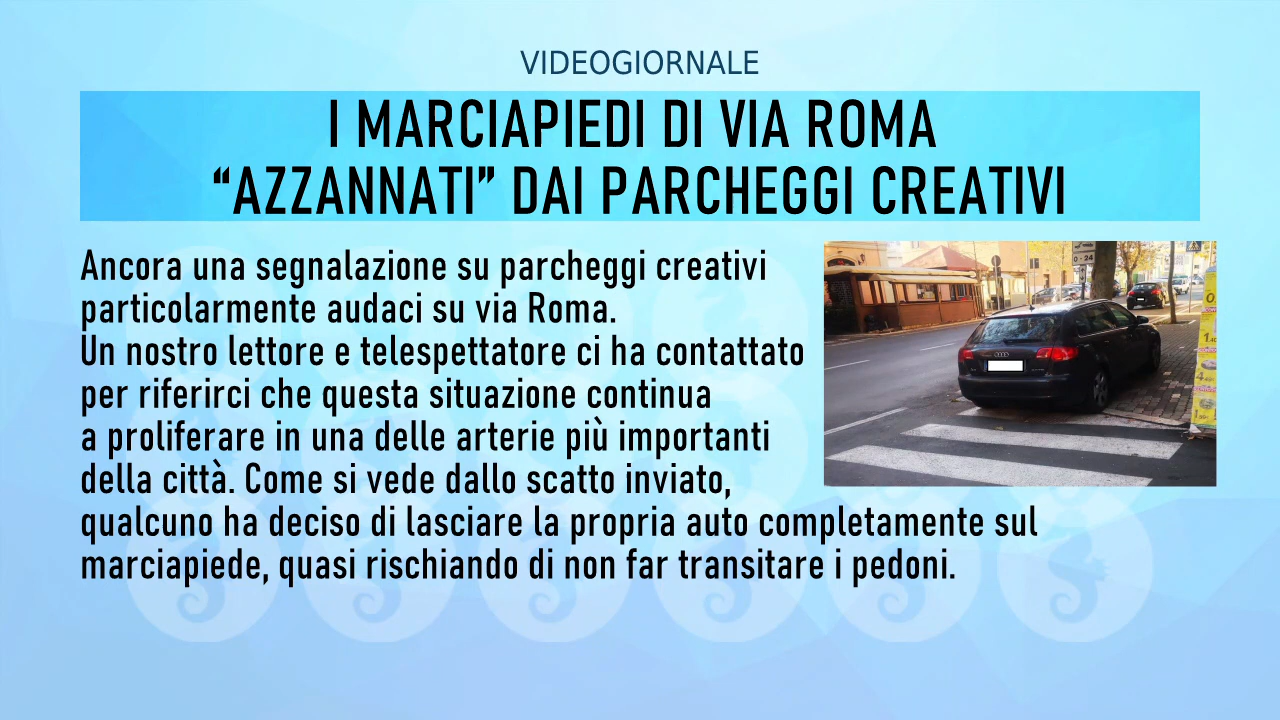 VIDEOGIORNALE
I MARCIAPIEDI DI VIA ROMA
“AZZANNATI” DAI PARCHEGGI CREATIVI
Ancora una segnalazione su parcheggi creativi
particolarmente audaci su via Roma.
Un nostro lettore e telespettatore ci ha contattato
per riferirci che questa situazione continua
a proliferare in una delle arterie più importanti
della città. Come si vede dallo scatto inviato,
qualcuno ha deciso di lasciare la propria auto completamente sul
marciapiede, quasi rischiando di non far transitare i pedoni.
0 - 24